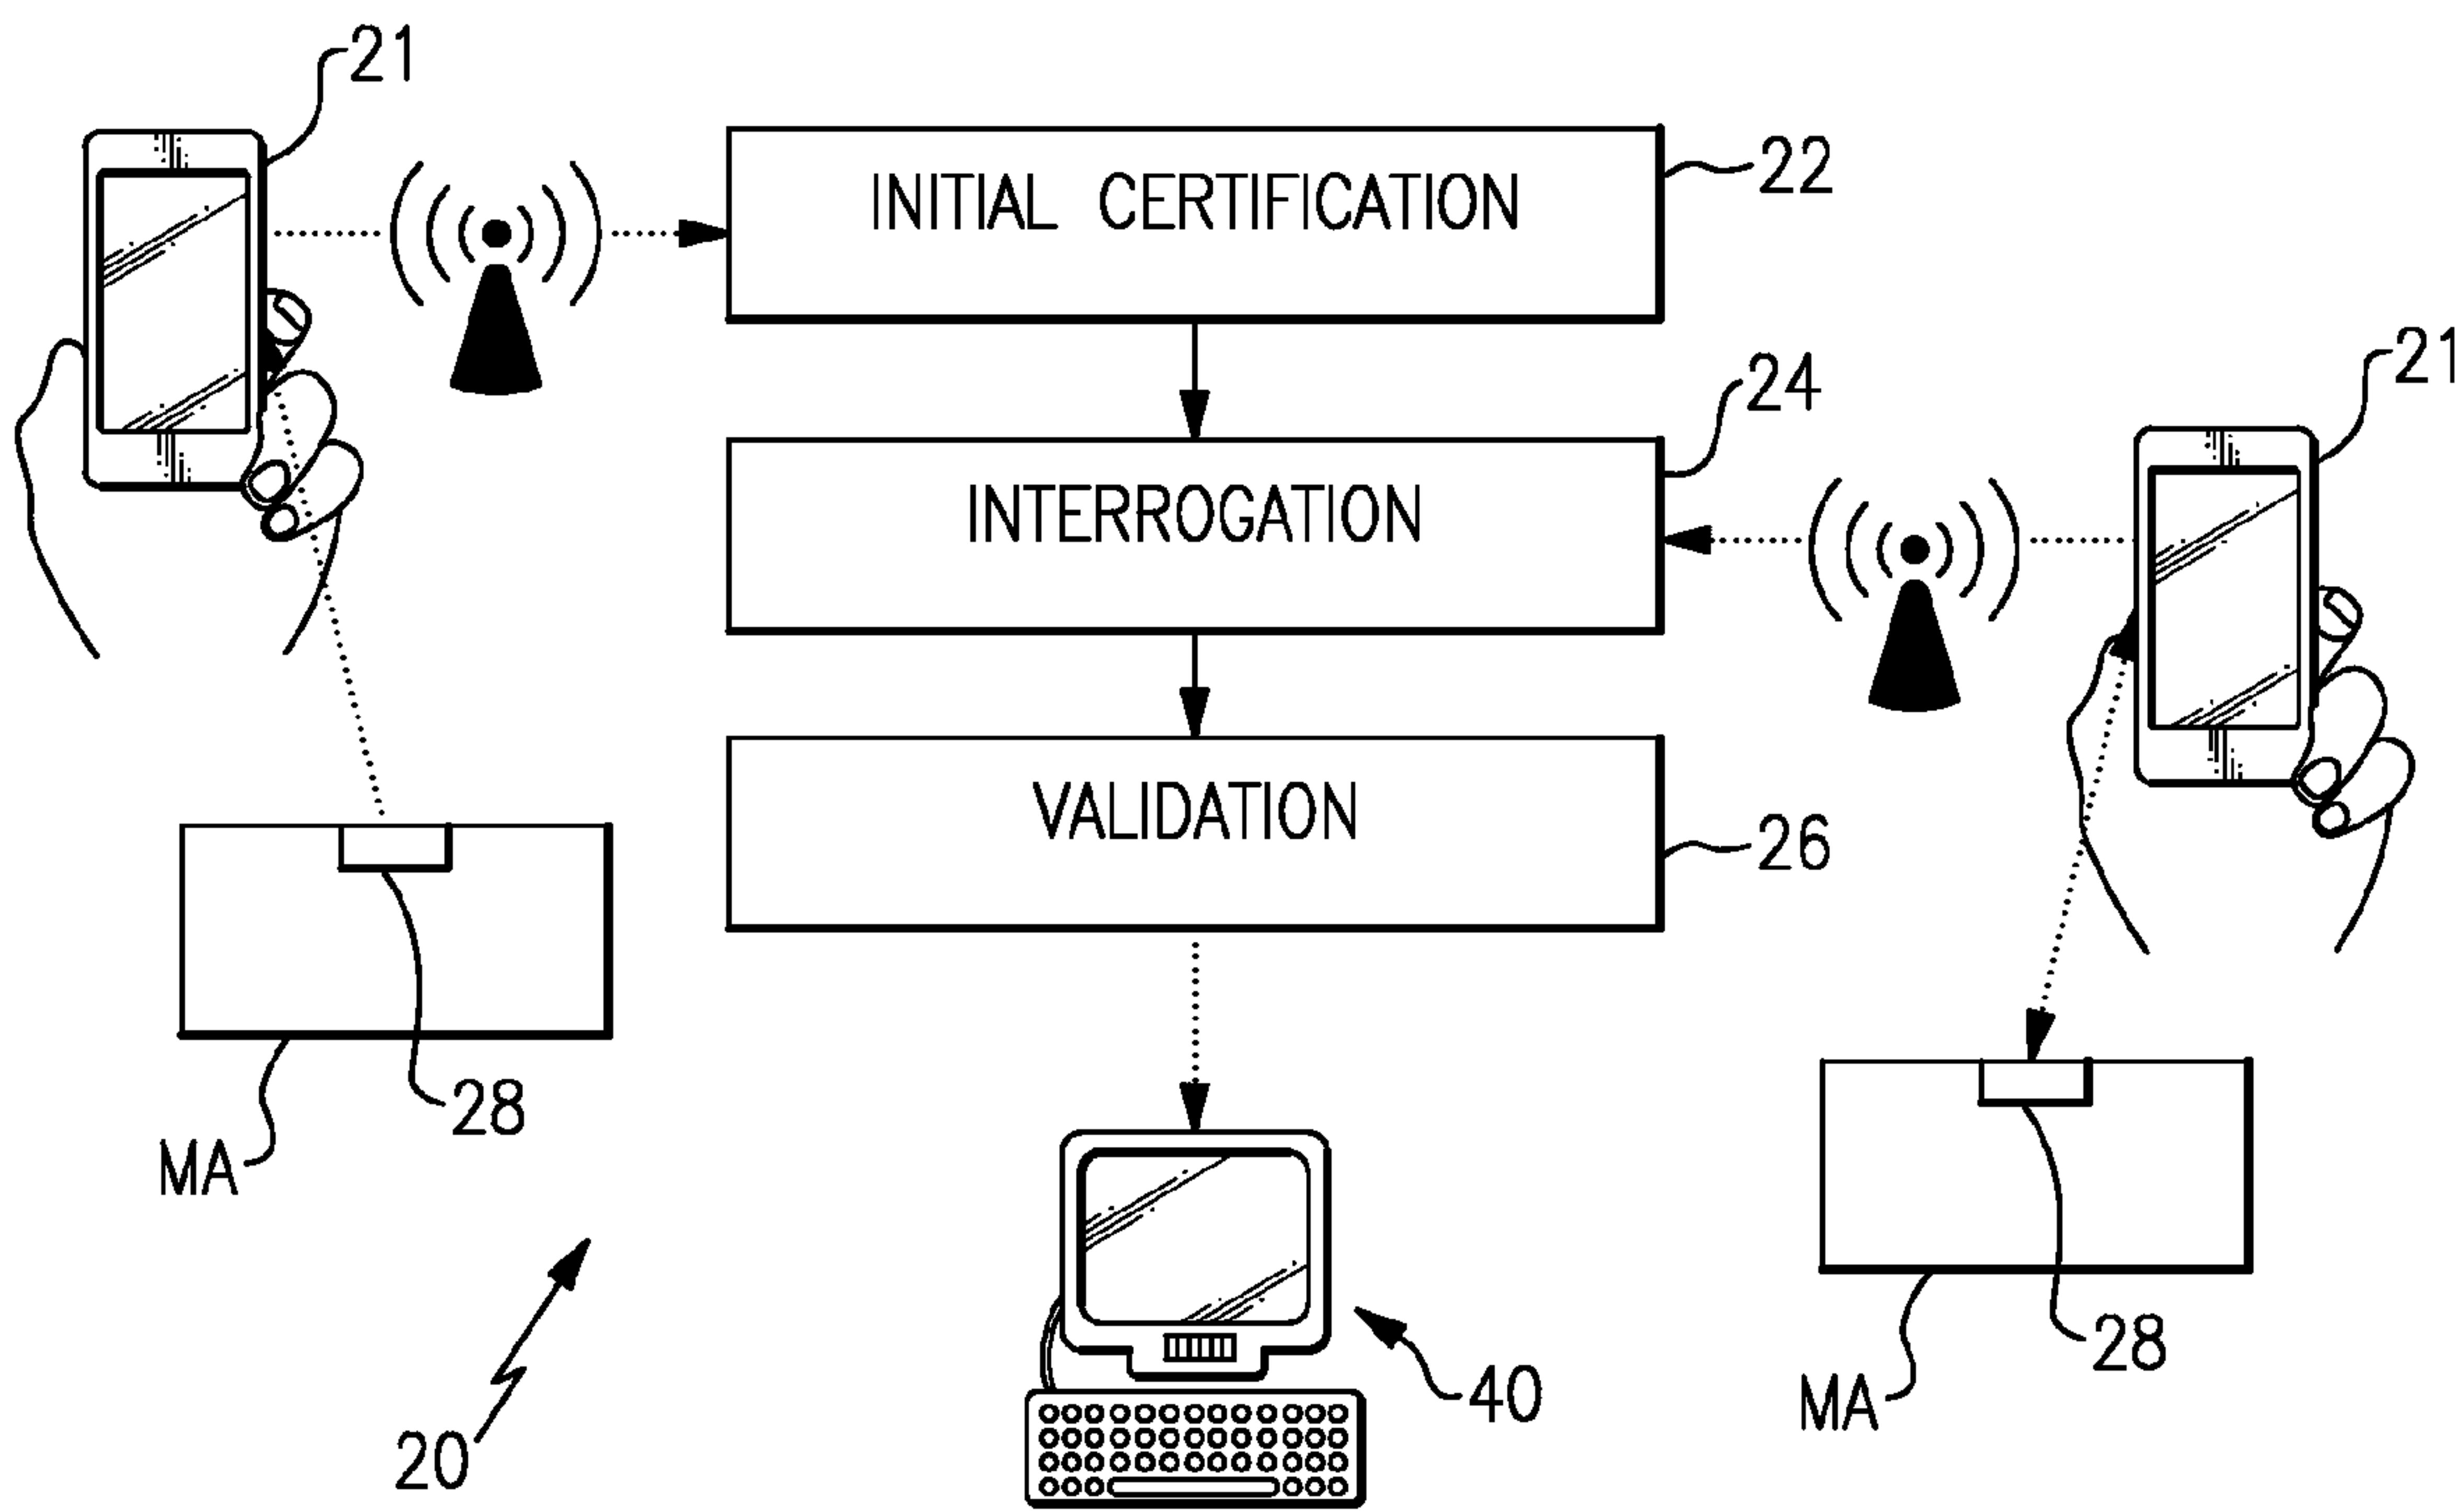 21
INITIAL CERTIFICATION
22
21
24
INTERROGATION
VALIDATION
26
28
MA
28
MA
40
20